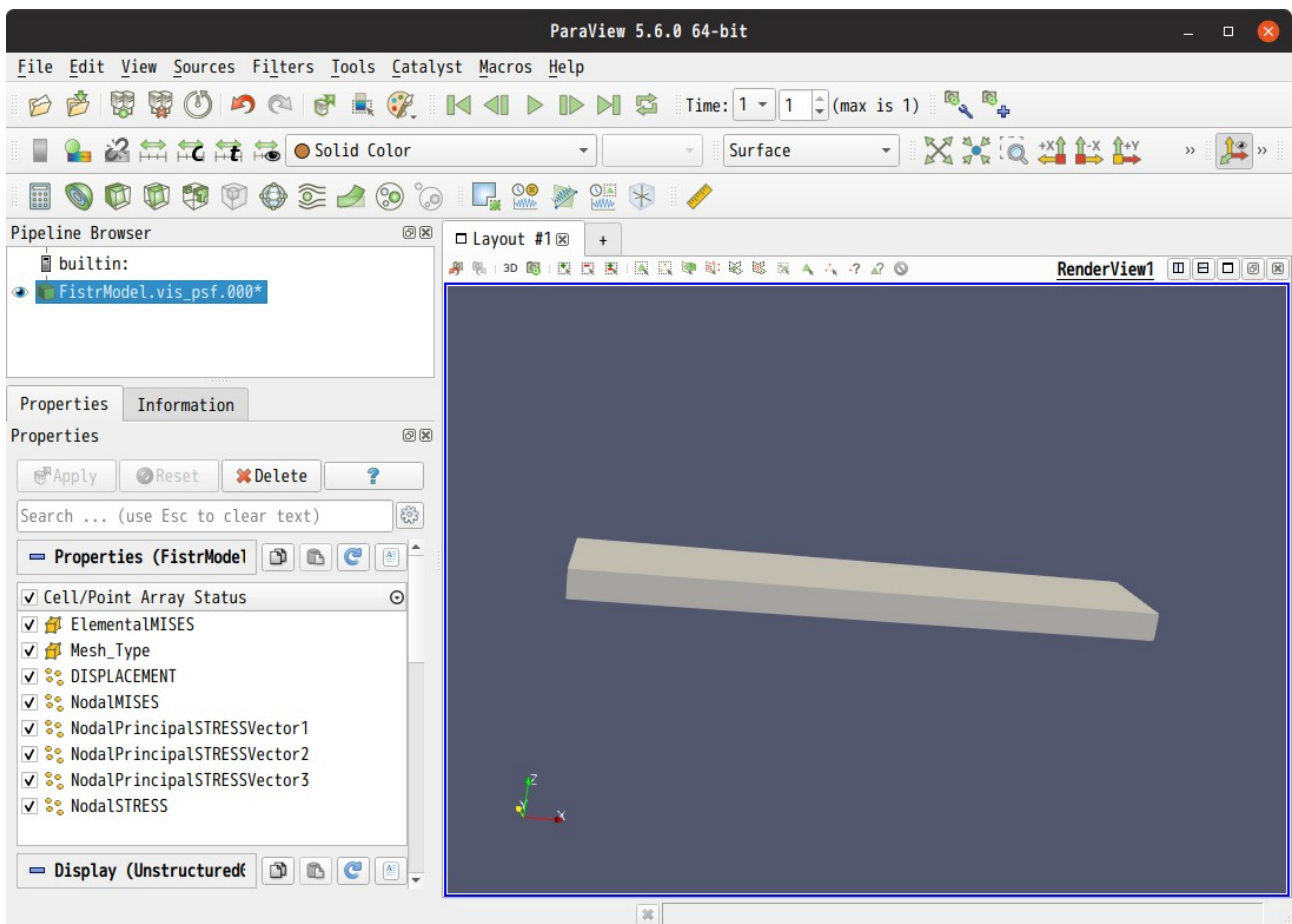 ParaView 5.6.0 64-bit
File Edit View Sources Filters Tools Catalyst Macros Help
Time: 1 1 (max is 1)
C t Solid Color Surface +X -X +Y
Pipeline Browser
builtin:
FistrModel.vis_psf.000*
Properties Information
Properties
Apply Reset Delete ?
Search ... (use Esc to clear text)
Properties (FistrModel
Cell/Point Array Status
ElementalMISES
Mesh_Type
DISPLACEMENT
NodalMISES
NodalPrincipalSTRESSVector1
NodalPrincipalSTRESSVector2
NodalPrincipalSTRESSVector3
NodalSTRESS
Display (UnstructuredG
Layout #1 +
3D RenderView1
Z
Y
X